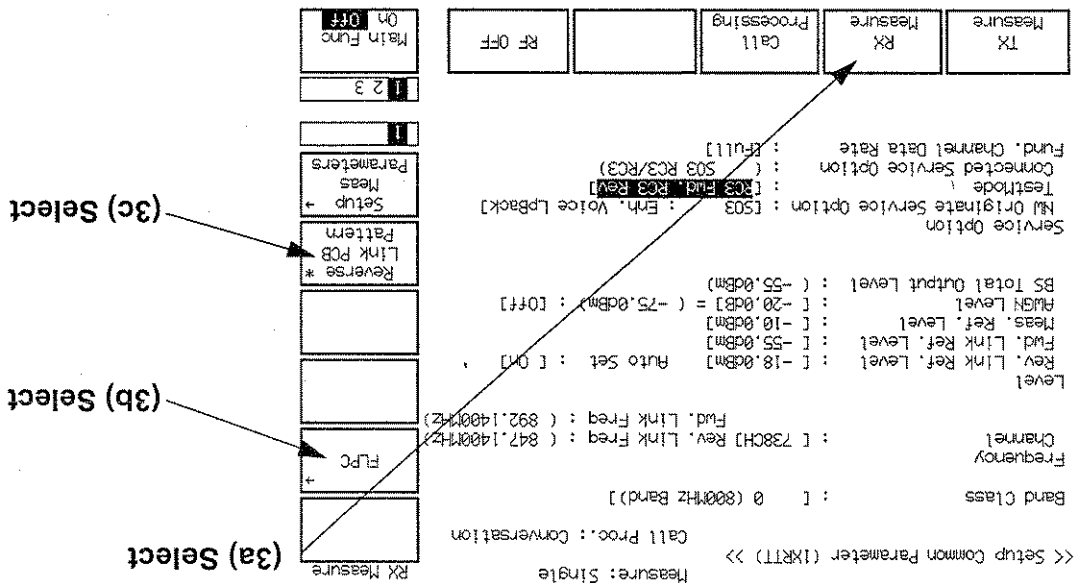 Measure: Single
<< Setup Common Parameter (1XRTT) >>
Call Proc.: Conversation
RX Measure
(3a) Select
Band Class : [ 0 (800MHz Band)]
Frequency
Channel : [ 738CH] Rev. Link Freq : ( 847.1400MHz)
Fwd. Link Freq : ( 892.1400MHz)
→
FLPC
(3b) Select
Level
Rev. Link Ref. Level : [ -18.0dBm] Auto Set : [ On]
Fwd. Link Ref. Level : [ -55.0dBm]
Meas. Ref. Level : [ -10.0dBm]
AWGN Level : [ -20.0dB] = ( -75.0dBm) : [Off]
BS Total Output Level : ( -55.0dBm)
Reverse *
Link PCB
Pattern
(3c) Select
Service Option
NW Originate Service Option : [SO3 : Enh. Voice LpBack]
TestMode : [RC3 Fwd. RC3 Rev]
Connected Service Option : ( SO3 RC3/RC3)
Fund. Channel Data Rate : [Full]
Setup →
Meas
Parameters
1
1 2 3
TX
Measure
RX
Measure
Call
Processing
RF OFF
Main Func
On Off